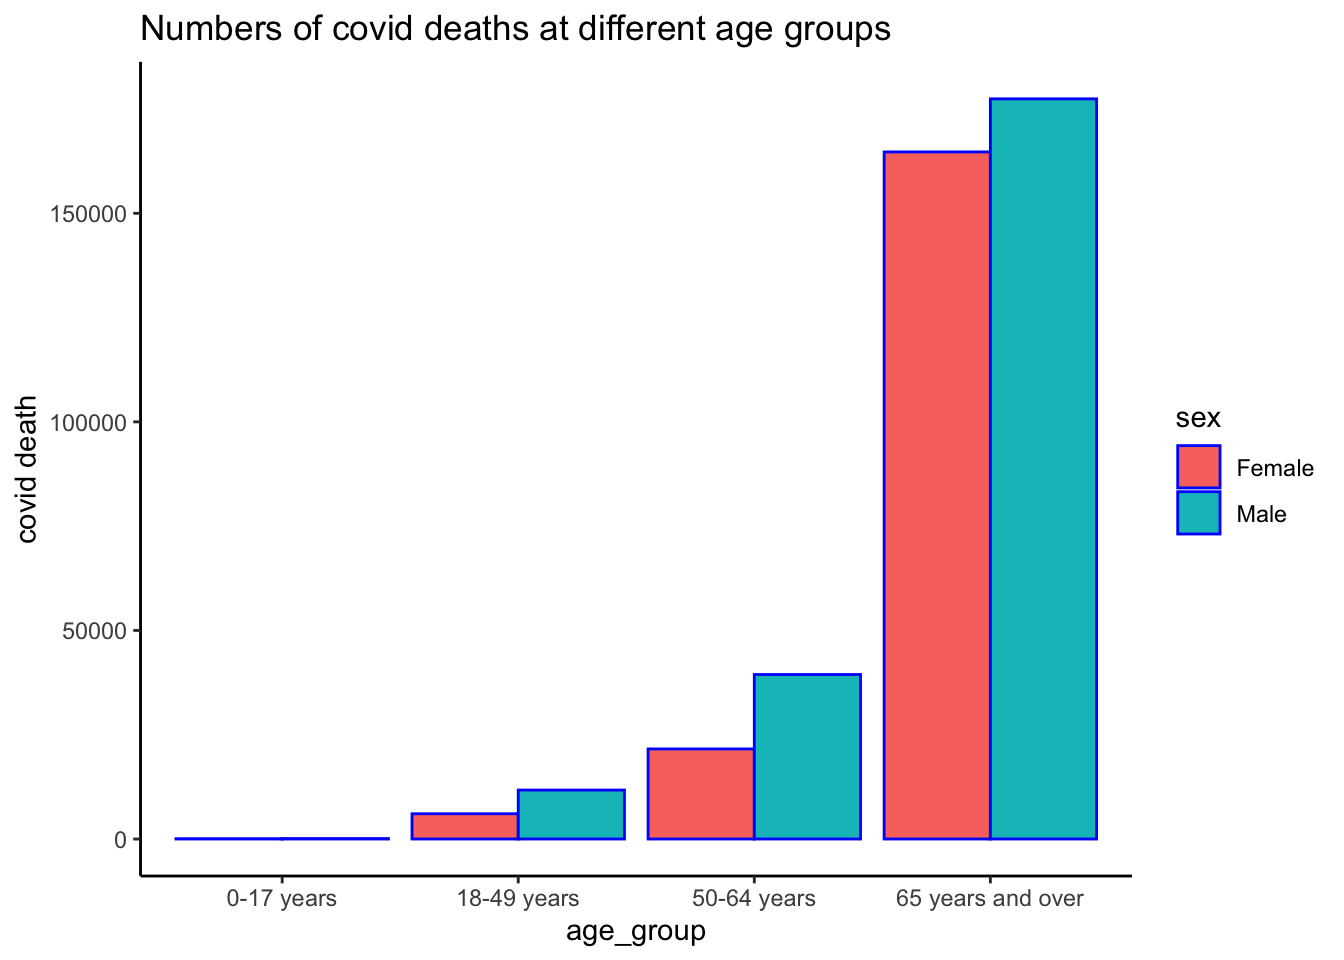 Numbers of covid deaths at different age groups
covid death
150000
100000
50000
0
0-17 years
18-49 years
50-64 years
65 years and over
age_group
sex
Female
Male